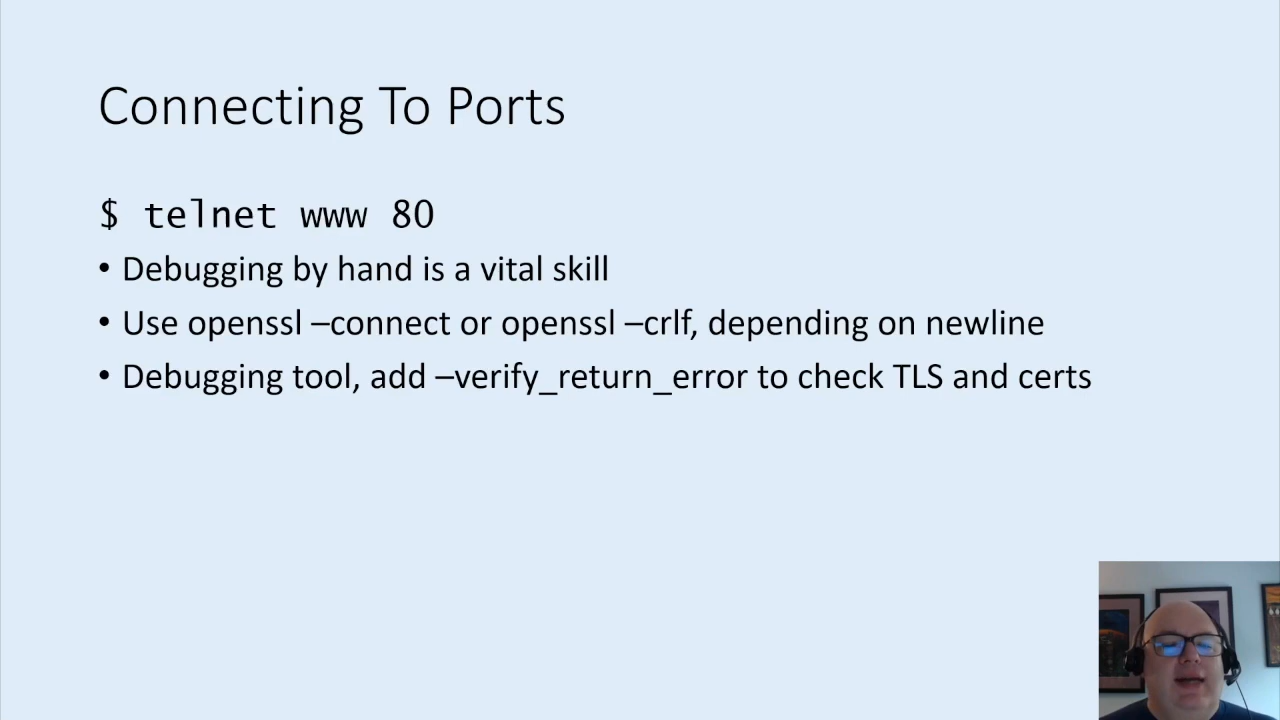 Connecting To Ports
$ telnet www 80
• Debugging by hand is a vital skill
• Use openssl –connect or openssl –crlf, depending on newline
• Debugging tool, add –verify_return_error to check TLS and certs